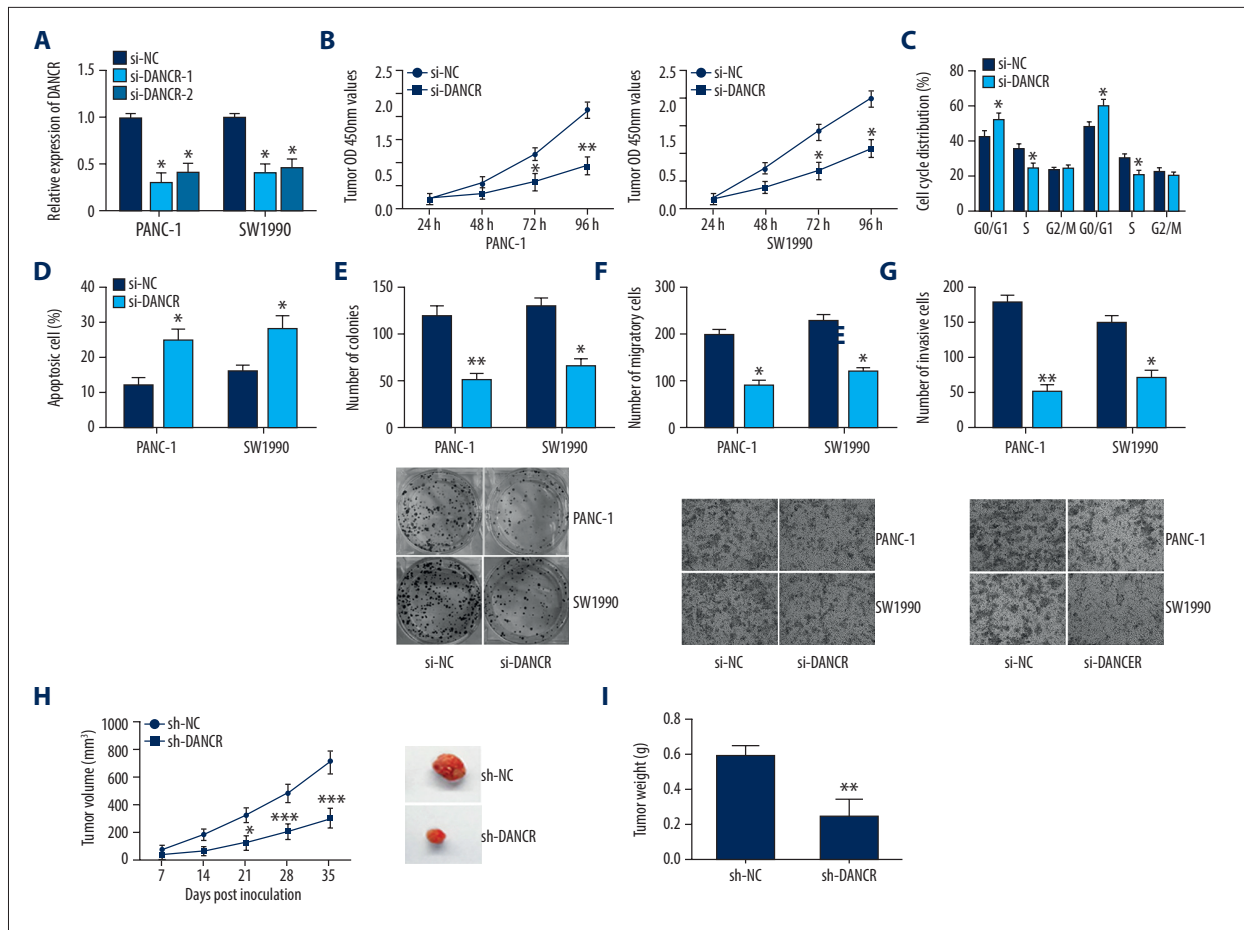 A
si-NC
si-DANCR-1
si-DANCR-2
Relative expression of DANCR
1.5
1.0
0.5
0
* * * *
PANC-1 SW1990
B
si-NC
si-DANCR
Tumor OD 450nm values
2.0
1.5
2.0
0.5
0.0
* **
24 h 48 h 72 h 96 h
PANC-1
si-NC
si-DANCR
Tumor OD 450nm values
2.5
2.0
1.5
1.0
0.5
0.0
* *
24 h 48 h 72 h 96 h
SW1990
C
si-NC
si-DANCR
Cell cycle distribution (%)
80
60
40
20
0
* * * *
G0/G1 S G2/M G0/G1 S G2/M
D
si-NC
si-DANCR
Apoptosic cell (%)
40
30
20
10
0
* *
PANC-1 SW1990
E
Number of colonies
150
100
50
0
** *
PANC-1 SW1990
PANC-1
SW1990
si-NC si-DANCR
F
Number of migratory cells
300
200
100
0
E
* *
PANC-1 SW1990
PANC-1
SW1990
si-NC si-DANCR
G
Number of invasive cells
200
150
100
50
0
** *
PANC-1 SW1990
PANC-1
SW1990
si-NC si-DANCER
H
sh-NC
sh-DANCR
Tumor volume (mm³)
1000
800
600
400
200
0
* *** ***
7 14 21 28 35
Days post inoculation
sh-NC
sh-DANCR
I
Tumor weight (g)
0.8
0.6
0.4
0.2
0.0
**
sh-NC sh-DANCR